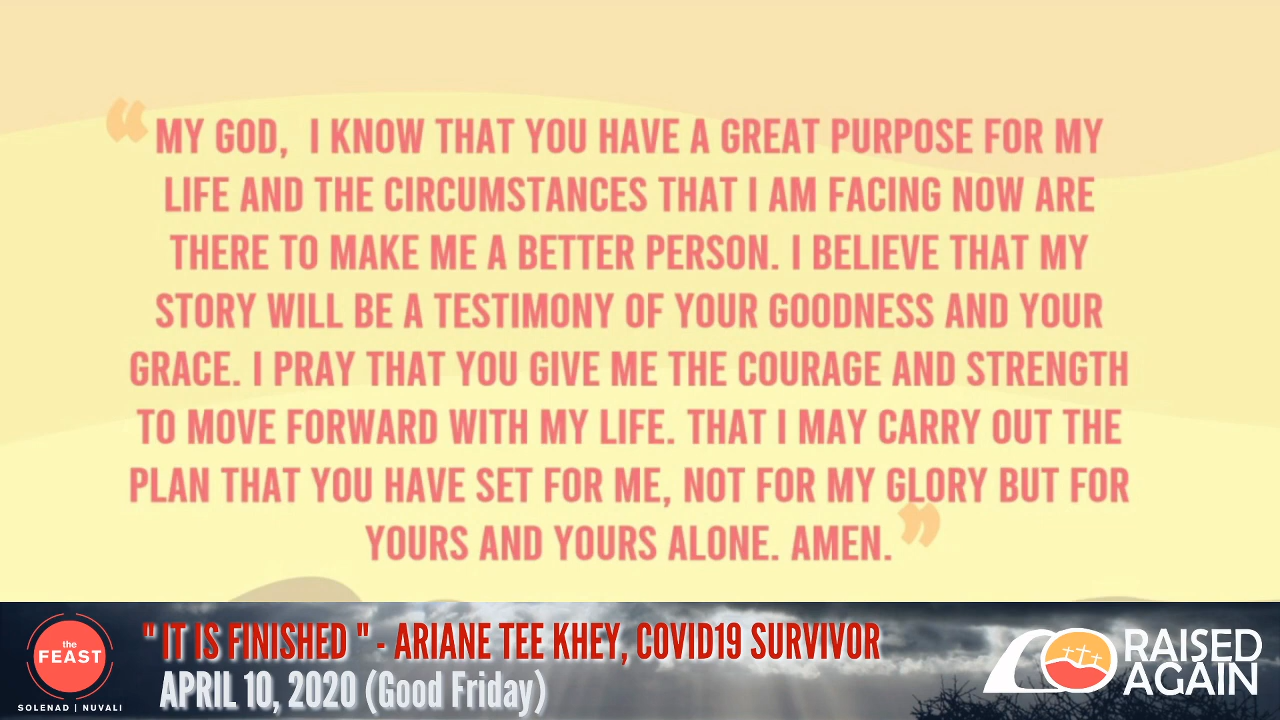 “MY GOD,  I KNOW THAT YOU HAVE A GREAT PURPOSE FOR MY
LIFE AND THE CIRCUMSTANCES THAT I AM FACING NOW ARE
THERE TO MAKE ME A BETTER PERSON. I BELIEVE THAT MY
STORY WILL BE A TESTIMONY OF YOUR GOODNESS AND YOUR
GRACE. I PRAY THAT YOU GIVE ME THE COURAGE AND STRENGTH
TO MOVE FORWARD WITH MY LIFE. THAT I MAY CARRY OUT THE
PLAN THAT YOU HAVE SET FOR ME, NOT FOR MY GLORY BUT FOR
YOURS AND YOURS ALONE. AMEN.”
the
FEAST
SOLENAD | NUVALI
" IT IS FINISHED " - ARIANE TEE KHEY, COVID19 SURVIVOR
APRIL 10, 2020 (Good Friday)
RAISED
AGAIN